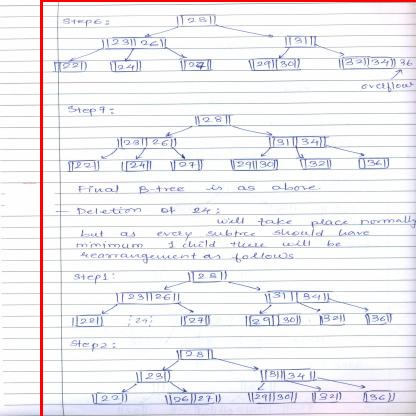 Step6:
||28||
||23||26|| ||31||
||22|| ||24|| ||27|| ||29||30|| ||32||34|| 36
overflow
Step7:
||28||
||23||26|| ||31||34||
||22|| ||24|| ||27|| ||29||30|| ||32|| ||36||
Final B-tree is as above.
- Deletion of 24:
will take place normally
but as every subtree should have
minimum 1 child there will be
rearrangement as follows
Step1:
||28||
||23||26|| ||31||34||
||22|| 24 ||27|| ||29||30|| ||32|| ||36||
Step2:
||28||
||23|| ||31||34||
||22|| ||26||27|| ||29||30|| ||32|| ||36||